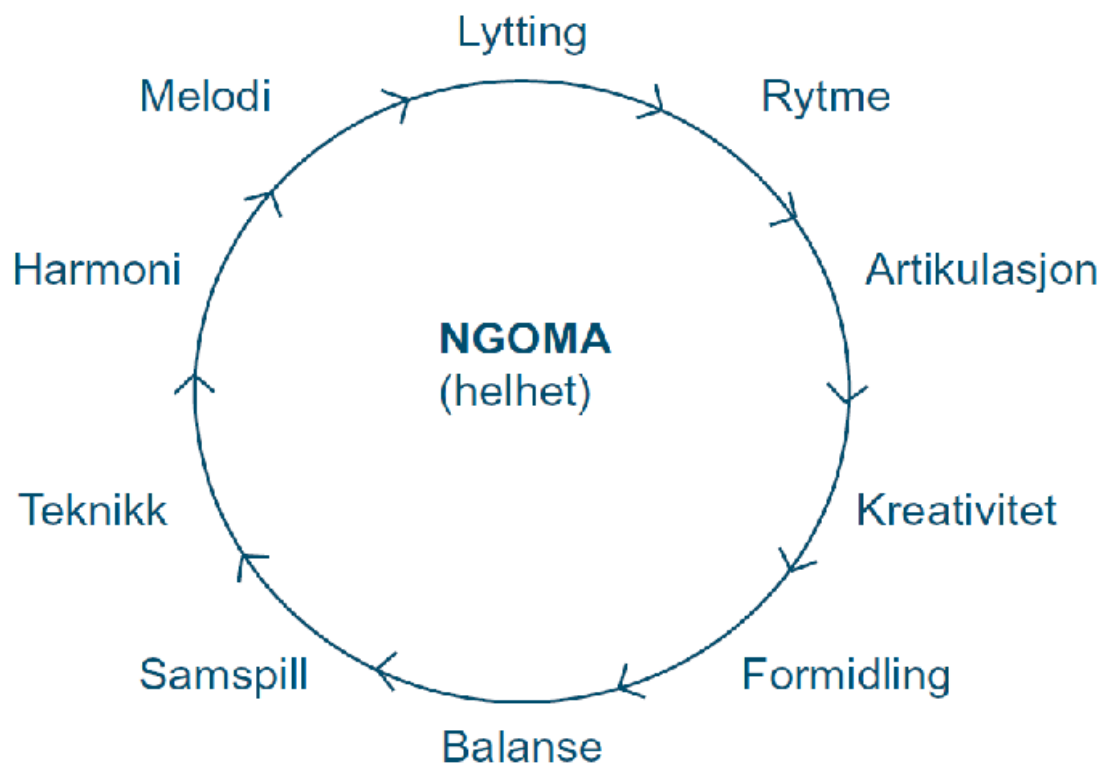 Lytting
Rytme
Artikulasjon
Kreativitet
Formidling
Balanse
Samspill
Teknikk
Harmoni
Melodi
NGOMA
(helhet)